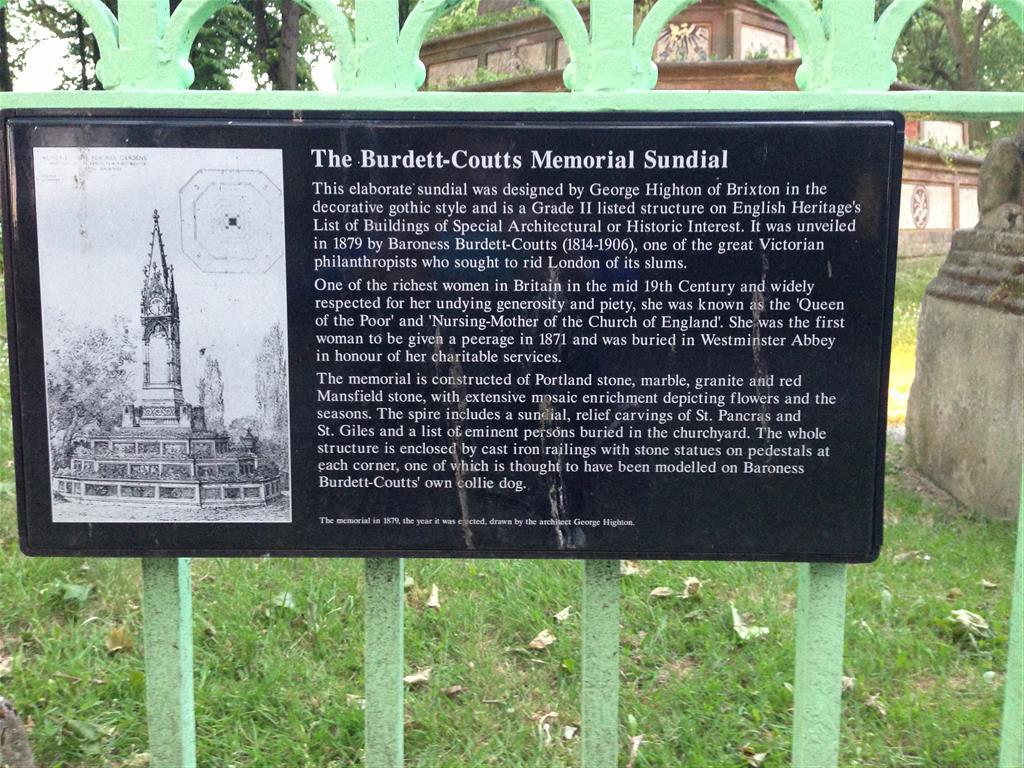 The Burdett-Coutts Memorial Sundial
This elaborate sundial was designed by George Highton of Brixton in the
decorative gothic style and is a Grade II listed structure on English Heritage's
List of Buildings of Special Architectural or Historic Interest. It was unveiled
in 1879 by Baroness Burdett-Coutts (1814-1906), one of the great Victorian
philanthropists who sought to rid London of its slums.
One of the richest women in Britain in the mid 19th Century and widely
respected for her undying generosity and piety, she was known as the 'Queen
of the Poor' and 'Nursing-Mother of the Church of England'. She was the first
woman to be given a peerage in 1871 and was buried in Westminster Abbey
in honour of her charitable services.
The memorial is constructed of Portland stone, marble, granite and red
Mansfield stone, with extensive mosaic enrichment depicting flowers and the
seasons. The spire includes a sundial, relief carvings of St. Pancras and
St. Giles and a list of eminent persons buried in the churchyard. The whole
structure is enclosed by cast iron railings with stone statues on pedestals at
each corner, one of which is thought to have been modelled on Baroness
Burdett-Coutts' own collie dog.
The memorial in 1879, the year it was erected, drawn by the architect George Highton.